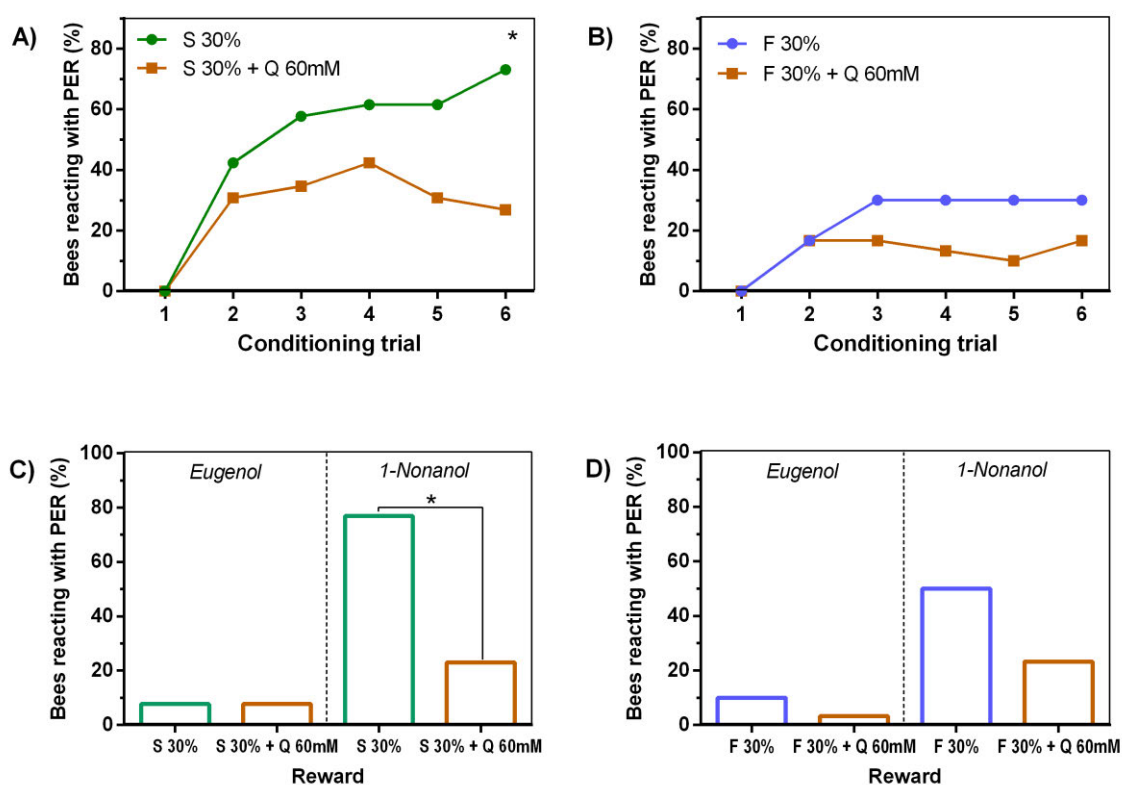 A)
Bees reacting with PER (%)
80
60
40
20
0
S 30%
S 30% + Q 60mM
*
1 2 3 4 5 6
Conditioning trial
B)
Bees reacting with PER (%)
80
60
40
20
0
F 30%
F 30% + Q 60mM
1 2 3 4 5 6
Conditioning trial
C)
Bees reacting with PER (%)
100
80
60
40
20
0
Eugenol 1-Nonanol
*
S 30% S 30% + Q 60mM S 30% S 30% + Q 60mM
Reward
D)
Bees reacting with PER (%)
100
80
60
40
20
0
Eugenol 1-Nonanol
F 30% F 30% + Q 60mM F 30% F 30% + Q 60mM
Reward